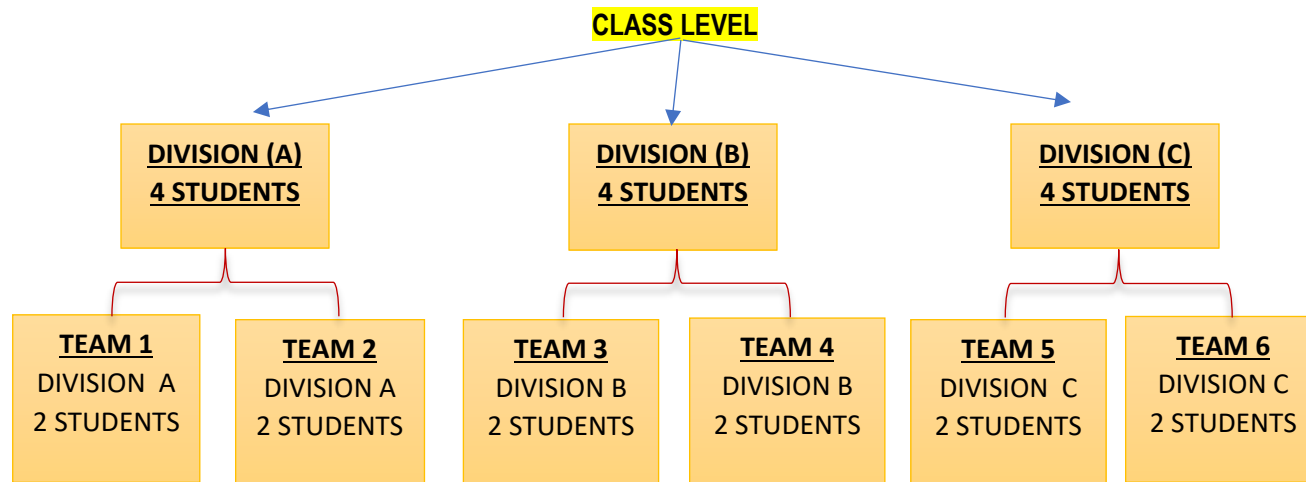 CLASS LEVEL
DIVISION (A)
4 STUDENTS
DIVISION (B)
4 STUDENTS
DIVISION (C)
4 STUDENTS
TEAM 1
DIVISION A
2 STUDENTS
TEAM 2
DIVISION A
2 STUDENTS
TEAM 3
DIVISION B
2 STUDENTS
TEAM 4
DIVISION B
2 STUDENTS
TEAM 5
DIVISION C
2 STUDENTS
TEAM 6
DIVISION C
2 STUDENTS